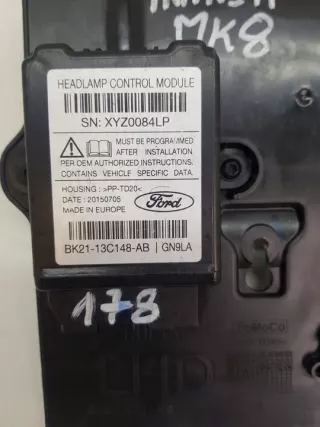 MK8
HEADLAMP CONTROL MODULE
SN: XYZ0084LP
MUST BE PROGRAMMED
AFTER INSTALLATION
PER OEM AUTHORIZED INSTRUCTIONS.
CONTAINS VEHICLE SPECIFIC DATA.
HOUSING : >PP-TD20<
DATE : 20150705
MADE IN EUROPE
Ford
BK21-13C148-AB | GN9LA
178
FoMoCo